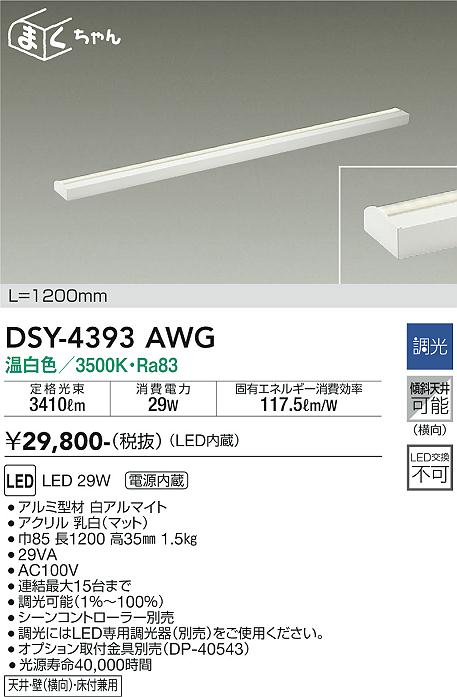 まくちゃん
L=1200mm
DSY-4393 AWG
温白色／3500K・Ra83
定格光束 消費電力 固有エネルギー消費効率
3410ℓm 29W 117.5ℓm/W
¥29,800-(税抜) (LED内蔵)
LED LED 29W 電源内蔵
● アルミ型材 白アルマイト
● アクリル 乳白(マット)
● 巾85 長1200 高35㎜ 1.5㎏
● 29VA
● AC100V
● 連結最大15台まで
● 調光可能(1%～100%)
● シーンコントローラー別売
● 調光にはLED専用調光器(別売)をご使用ください。
● オプション取付金具別売(DP-40543)
● 光源寿命40,000時間
天井・壁(横向)・床付兼用
調光
傾斜天井
可能
(横向)
LED交換
不可